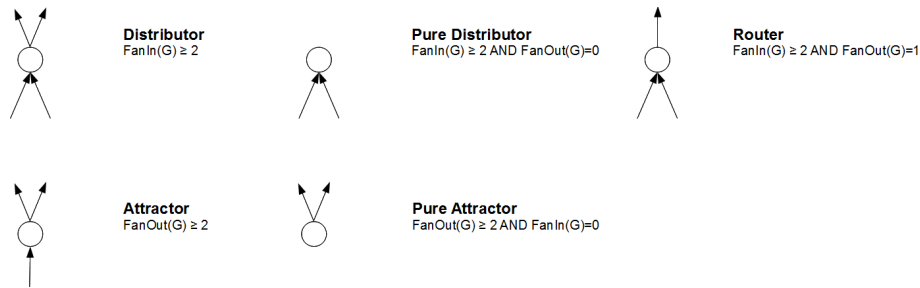 Distributor
FanIn(G) ≥ 2
Pure Distributor
FanIn(G) ≥ 2 AND FanOut(G)=0
Router
FanIn(G) ≥ 2 AND FanOut(G)=1
Attractor
FanOut(G) ≥ 2
Pure Attractor
FanOut(G) ≥ 2 AND FanIn(G)=0